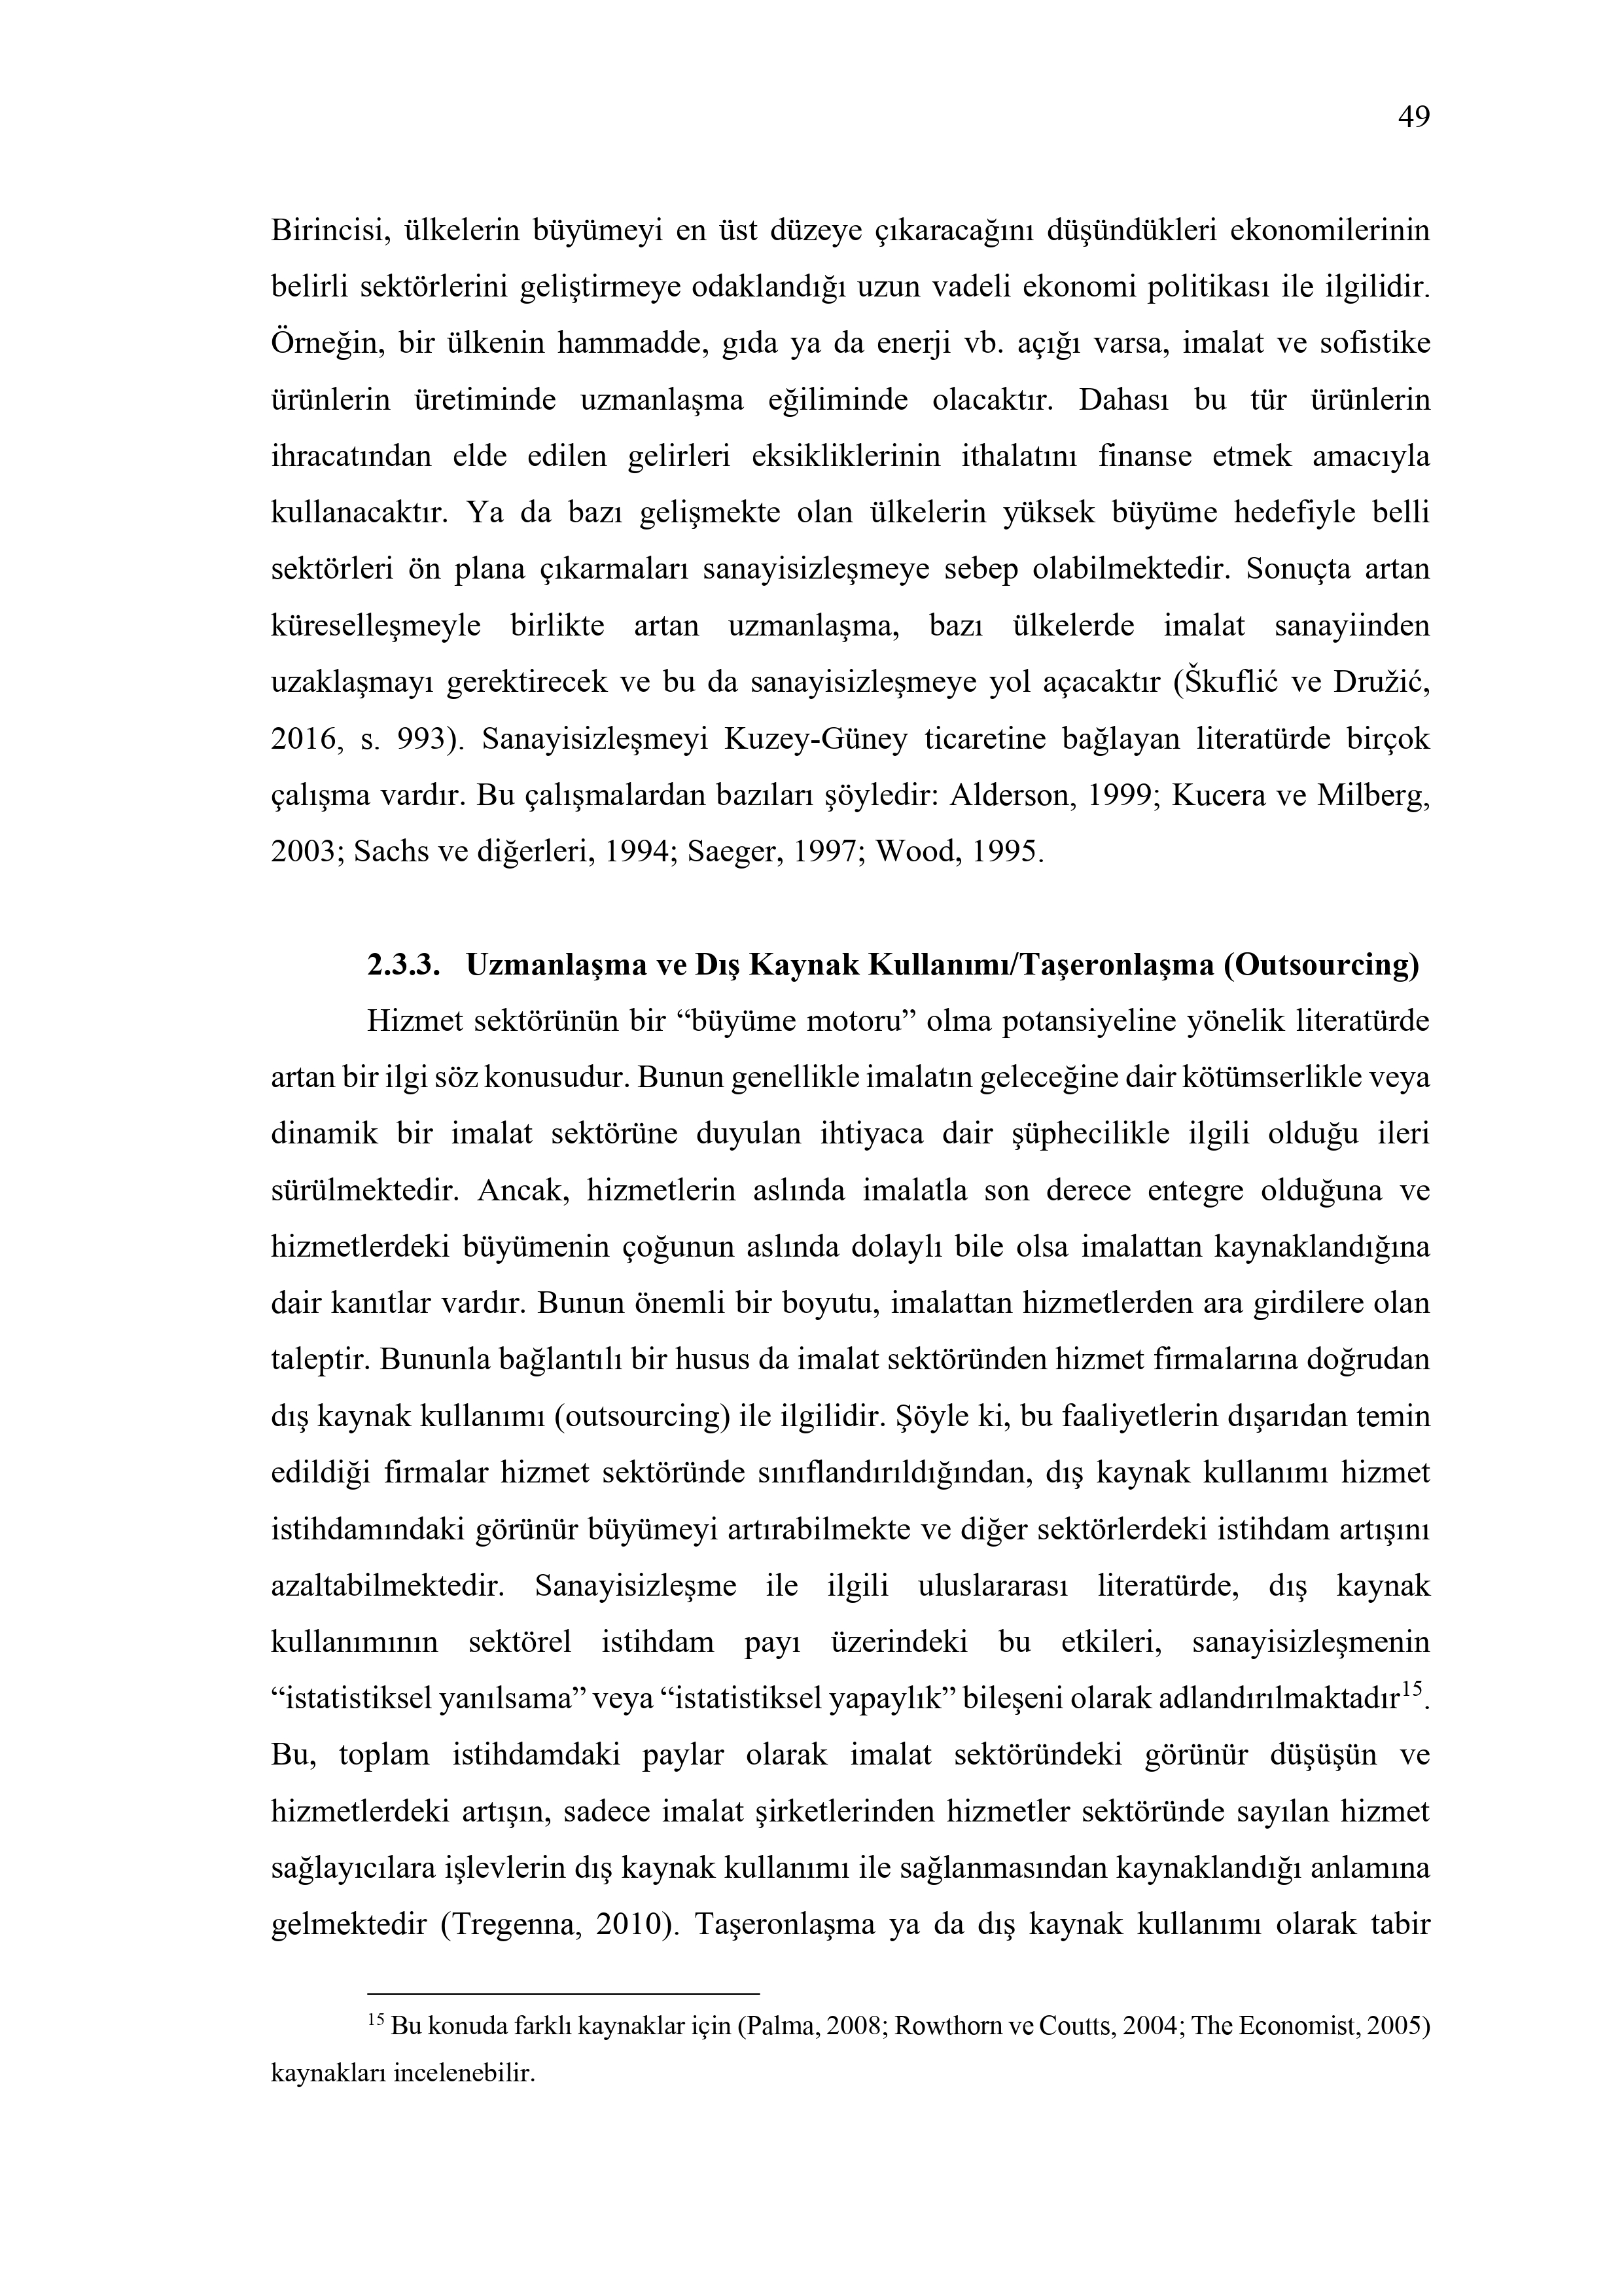 49
Birincisi, ülkelerin büyümeyi en üst düzeye çıkaracağını düşündükleri ekonomilerinin
belirli sektörlerini geliştirmeye odaklandığı uzun vadeli ekonomi politikası ile ilgilidir.
Örneğin, bir ülkenin hammadde, gıda ya da enerji vb. açığı varsa, imalat ve sofistike
ürünlerin üretiminde uzmanlaşma eğiliminde olacaktır. Dahası bu tür ürünlerin
ihracatından elde edilen gelirleri eksikliklerinin ithalatını finanse etmek amacıyla
kullanacaktır. Ya da bazı gelişmekte olan ülkelerin yüksek büyüme hedefiyle belli
sektörleri ön plana çıkarmaları sanayisizleşmeye sebep olabilmektedir. Sonuçta artan
küreselleşmeyle birlikte artan uzmanlaşma, bazı ülkelerde imalat sanayiinden
uzaklaşmayı gerektirecek ve bu da sanayisizleşmeye yol açacaktır (Škuflić ve Družić,
2016, s. 993). Sanayisizleşmeyi Kuzey-Güney ticaretine bağlayan literatürde birçok
çalışma vardır. Bu çalışmalardan bazıları şöyledir: Alderson, 1999; Kucera ve Milberg,
2003; Sachs ve diğerleri, 1994; Saeger, 1997; Wood, 1995.
2.3.3. Uzmanlaşma ve Dış Kaynak Kullanımı/Taşeronlaşma (Outsourcing)
Hizmet sektörünün bir “büyüme motoru” olma potansiyeline yönelik literatürde
artan bir ilgi söz konusudur. Bunun genellikle imalatın geleceğine dair kötümserlikle veya
dinamik bir imalat sektörüne duyulan ihtiyaca dair şüphecilikle ilgili olduğu ileri
sürülmektedir. Ancak, hizmetlerin aslında imalatla son derece entegre olduğuna ve
hizmetlerdeki büyümenin çoğunun aslında dolaylı bile olsa imalattan kaynaklandığına
dair kanıtlar vardır. Bunun önemli bir boyutu, imalattan hizmetlerden ara girdilere olan
taleptir. Bununla bağlantılı bir husus da imalat sektöründen hizmet firmalarına doğrudan
dış kaynak kullanımı (outsourcing) ile ilgilidir. Şöyle ki, bu faaliyetlerin dışarıdan temin
edildiği firmalar hizmet sektöründe sınıflandırıldığından, dış kaynak kullanımı hizmet
istihdamındaki görünür büyümeyi artırabilmekte ve diğer sektörlerdeki istihdam artışını
azaltabilmektedir. Sanayisizleşme ile ilgili uluslararası literatürde, dış kaynak
kullanımının sektörel istihdam payı üzerindeki bu etkileri, sanayisizleşmenin
“istatistiksel yanılsama” veya “istatistiksel yapaylık” bileşeni olarak adlandırılmaktadır15.
Bu, toplam istihdamdaki paylar olarak imalat sektöründeki görünür düşüşün ve
hizmetlerdeki artışın, sadece imalat şirketlerinden hizmetler sektöründe sayılan hizmet
sağlayıcılara işlevlerin dış kaynak kullanımı ile sağlanmasından kaynaklandığı anlamına
gelmektedir (Tregenna, 2010). Taşeronlaşma ya da dış kaynak kullanımı olarak tabir
15 Bu konuda farklı kaynaklar için (Palma, 2008; Rowthorn ve Coutts, 2004; The Economist, 2005)
kaynakları incelenebilir.